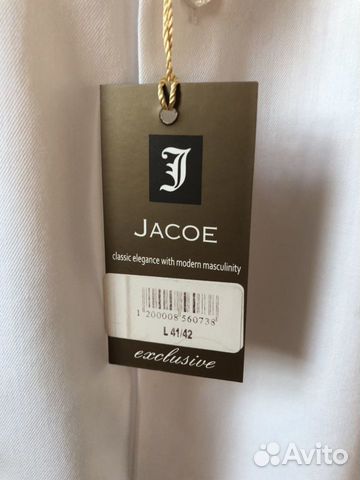 J
JACOE
classic elegance with modern masculinity
1 200008 560738
L 41/42
exclusive
Avito